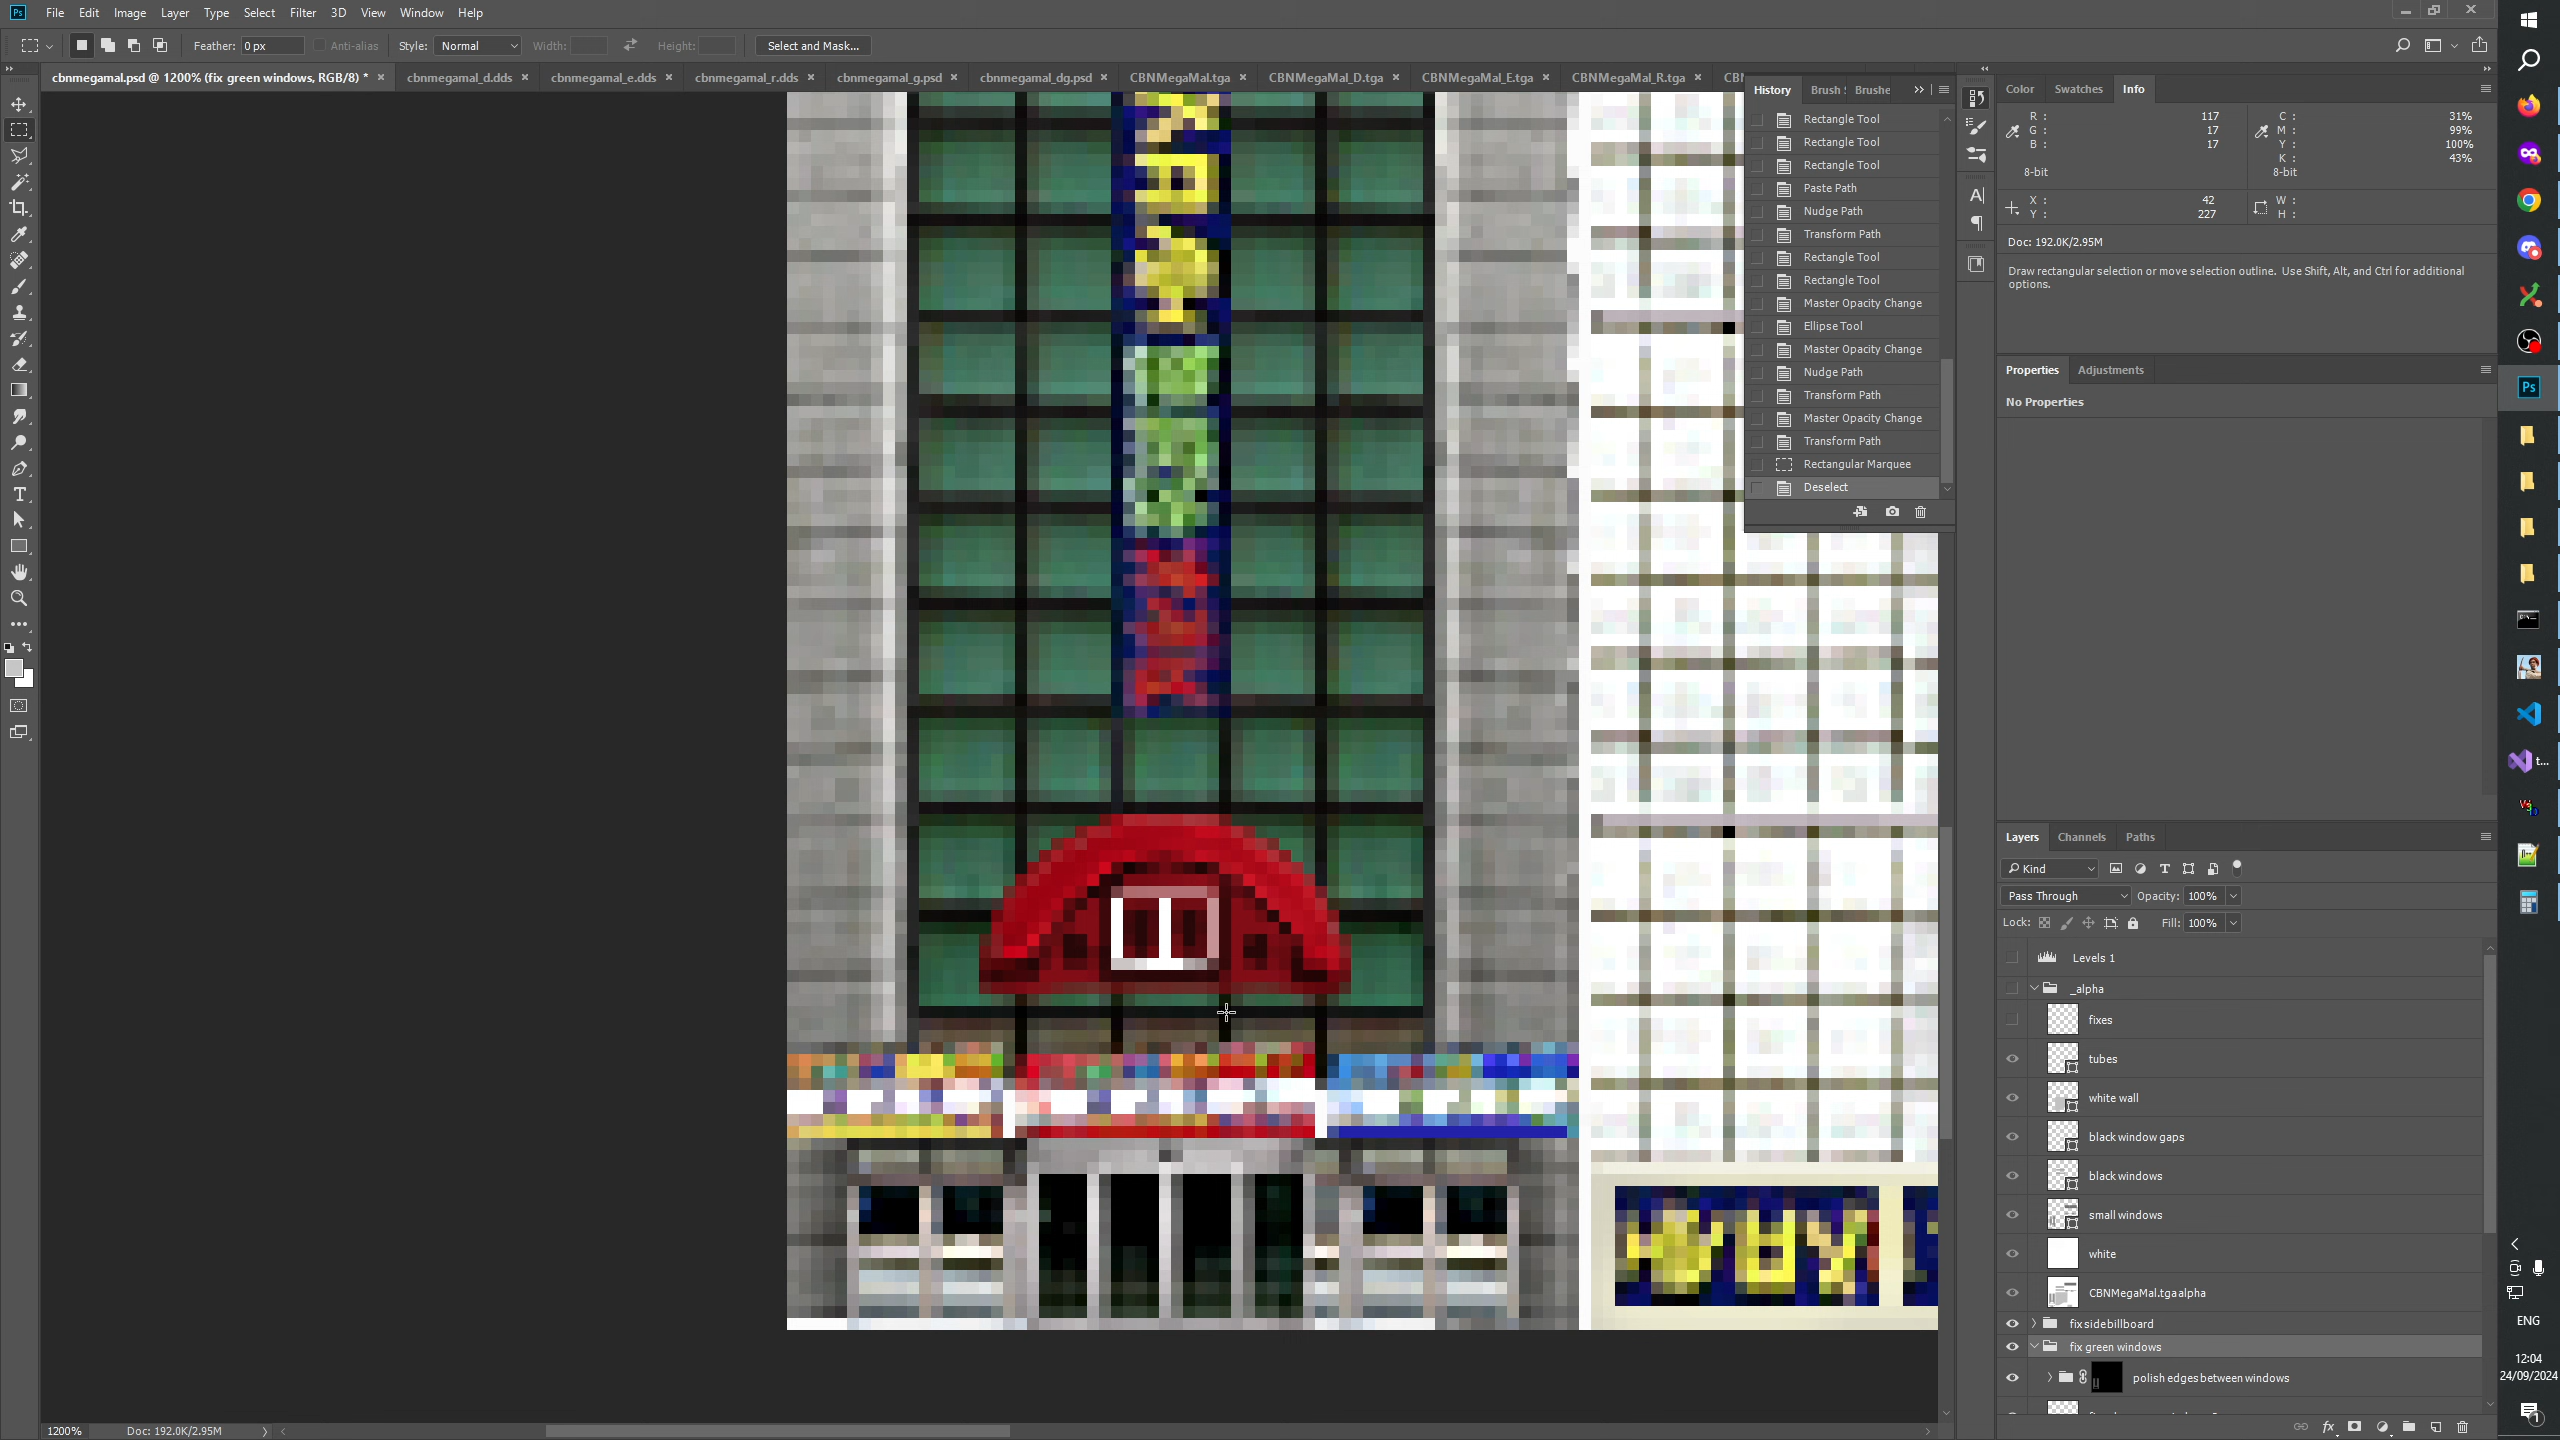 Ps File Edit Image Layer Type Select Filter 3D View Window Help
Feather: 0 px Anti-alias Style: Normal Width: Height: Select and Mask...
cbnmegamal.psd @ 1200% (fix green windows, RGB/8) * cbnmegamal_d.dds cbnmegamal_e.dds cbnmegamal_r.dds cbnmegamal_g.psd cbnmegamal_dg.psd CBNMegaMal.tga CBNMegaMal_D.tga CBNMegaMal_E.tga CBNMegaMal_R.tga
History Brush Brushe
Rectangle Tool
Rectangle Tool
Rectangle Tool
Paste Path
Nudge Path
Transform Path
Rectangle Tool
Rectangle Tool
Master Opacity Change
Ellipse Tool
Master Opacity Change
Nudge Path
Transform Path
Master Opacity Change
Transform Path
Rectangular Marquee
Deselect
Color Swatches Info
R : 117 C : 31%
G : 17 M : 99%
B : 17 Y : 100%
K : 43%
8-bit 8-bit
X : 42 W :
Y : 227 H :
Doc: 192.0K/2.95M
Draw rectangular selection or move selection outline. Use Shift, Alt, and Ctrl for additional
options.
Properties Adjustments
No Properties
Layers Channels Paths
Kind
Pass Through Opacity: 100%
Lock: Fill: 100%
Levels 1
_alpha
fixes
tubes
white wall
black window gaps
black windows
small windows
white
CBNMegaMal.tga alpha
fix side billboard
fix green windows
polish edges between windows
1200% Doc: 192.0K/2.95M
Ps
t...
ENG
12:04
24/09/2024